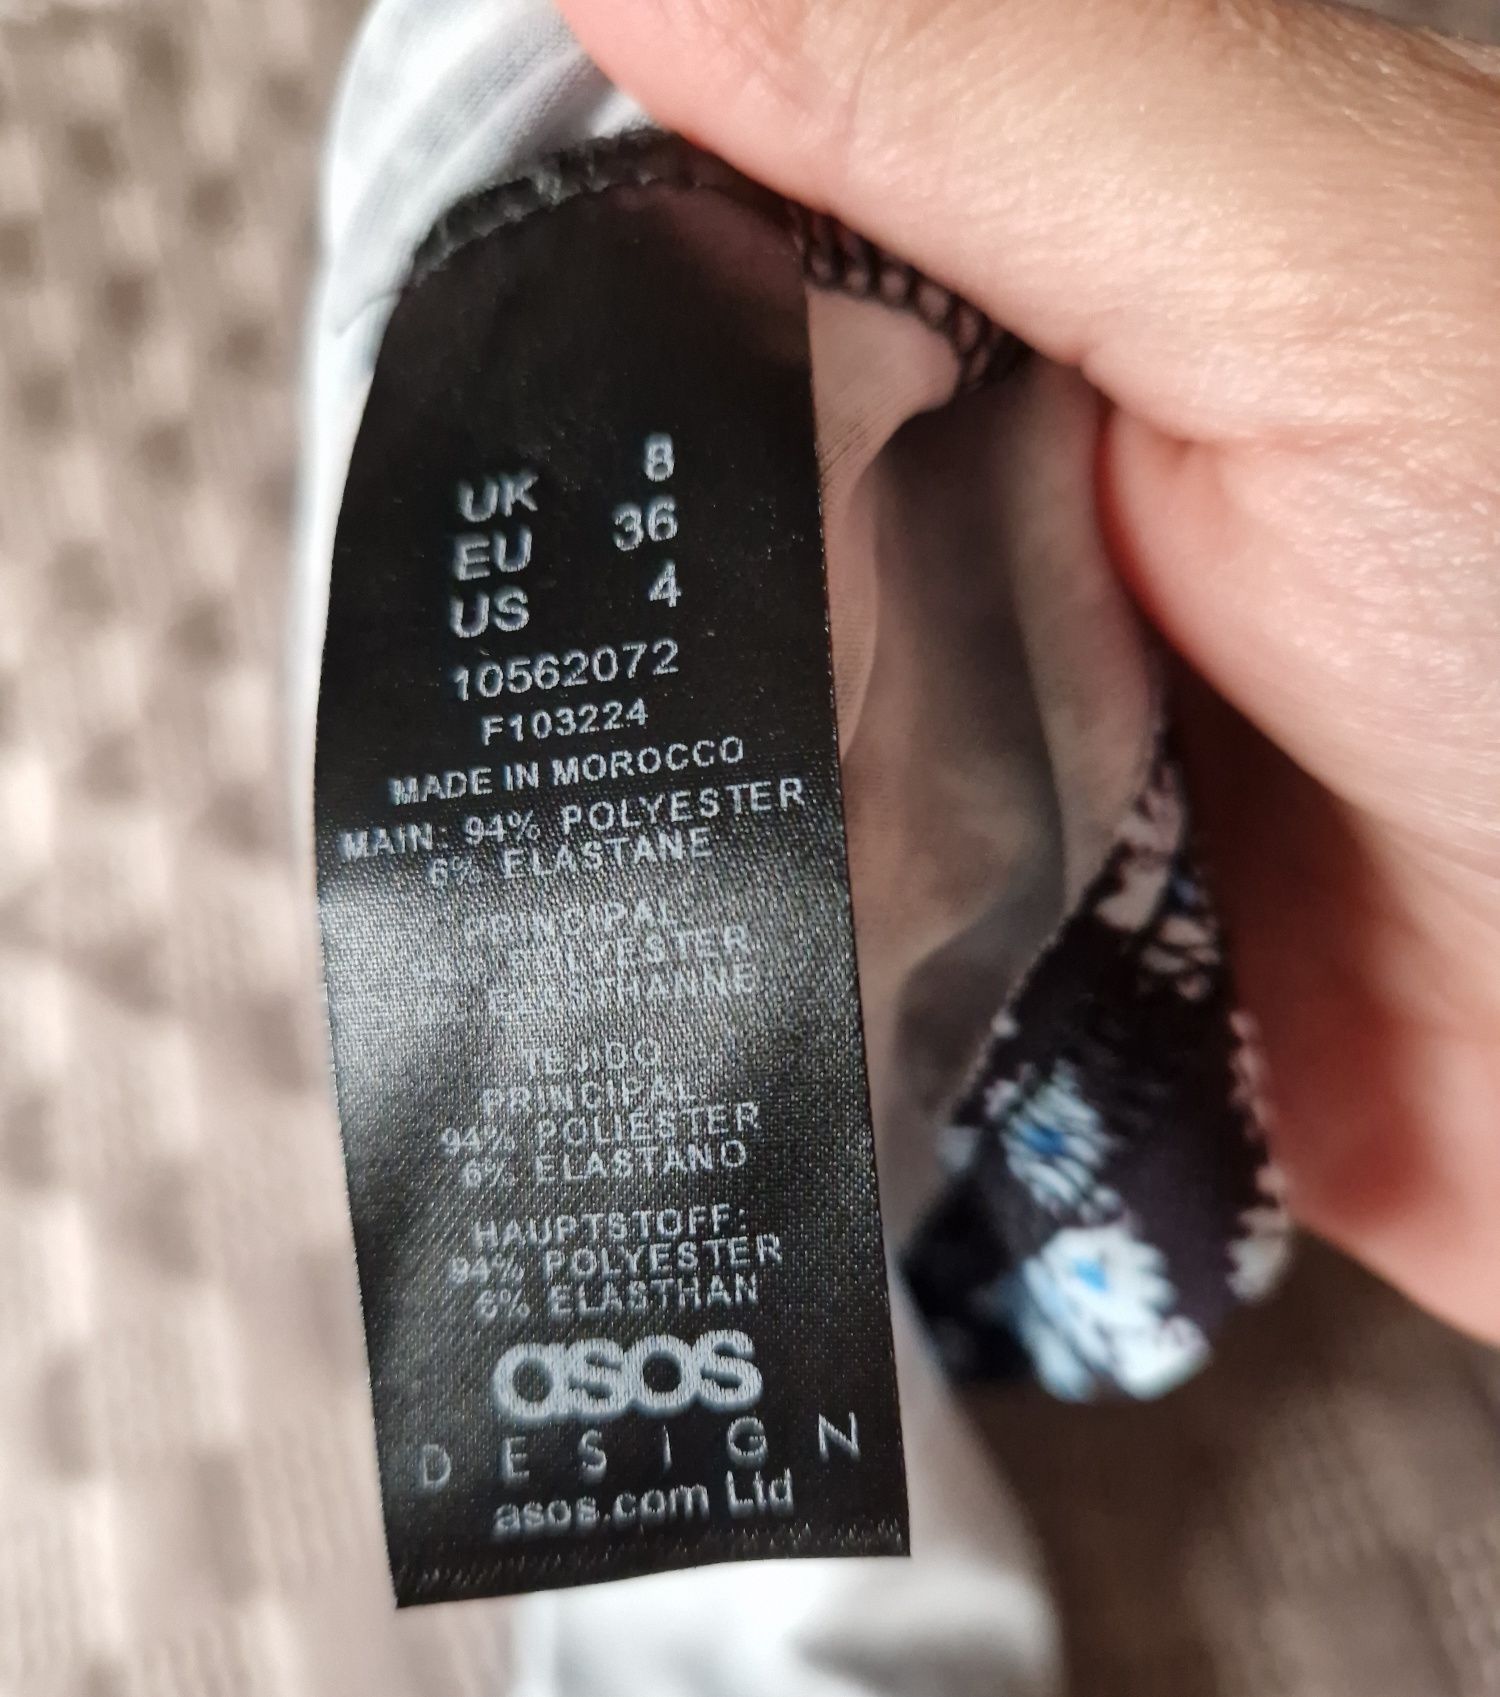 UK 8
EU 36
US 4
10562072
F103224
MADE IN MOROCCO
MAIN: 94% POLYESTER
6% ELASTANE
PRINCIPAL:
POLYESTER
ELASTHANNE
TEJIDO
PRINCIPAL:
94% POLIESTER
6% ELASTANO
HAUPTSTOFF:
94% POLYESTER
6% ELASTHAN
asos
DESIGN
asos.com Ltd